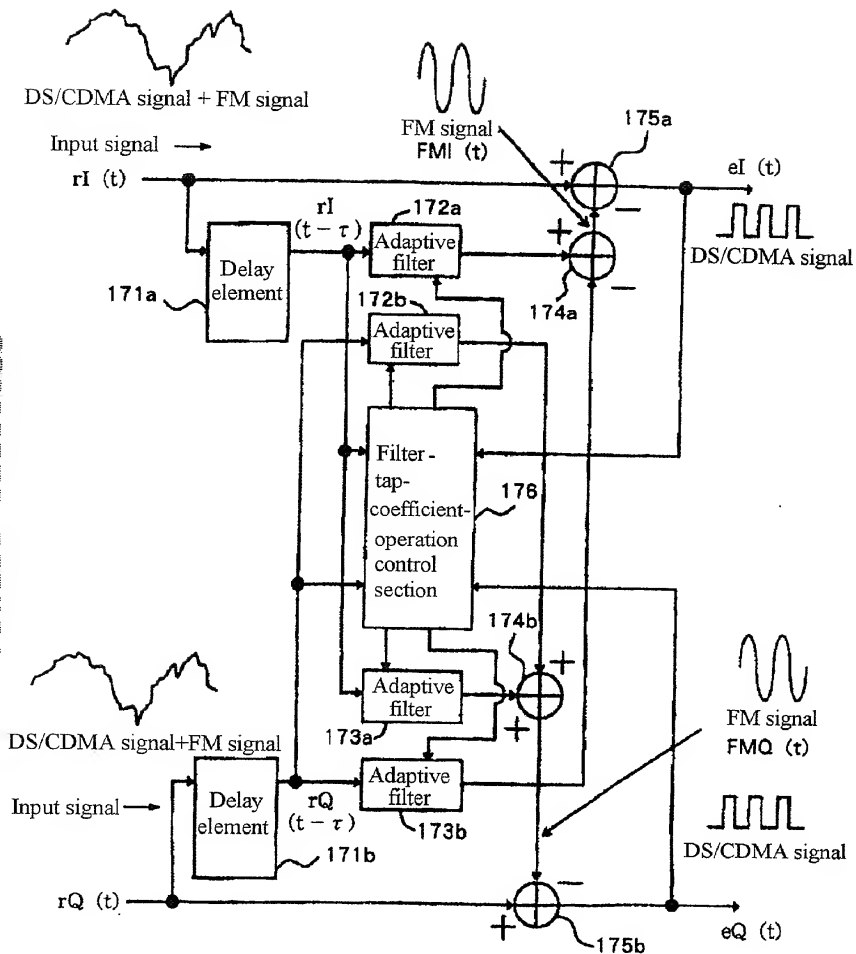 DS/CDMA signal + FM signal
Input signal →
rI (t)
FM signal
FMI (t)
175a
+
−
eI (t)
DS/CDMA signal
rI
(t−τ)
172a
Delay
element
171a
Adaptive
filter
+
−
174a
172b
Adaptive
filter
Filter-
tap-
coefficient-
operation
control
section
176
174b
+
+
Adaptive
filter
173a
FM signal
FMQ (t)
DS/CDMA signal+FM signal
Input signal →
Delay
element
171b
rQ
(t−τ)
Adaptive
filter
173b
DS/CDMA signal
rQ (t)
+
−
175b
eQ (t)